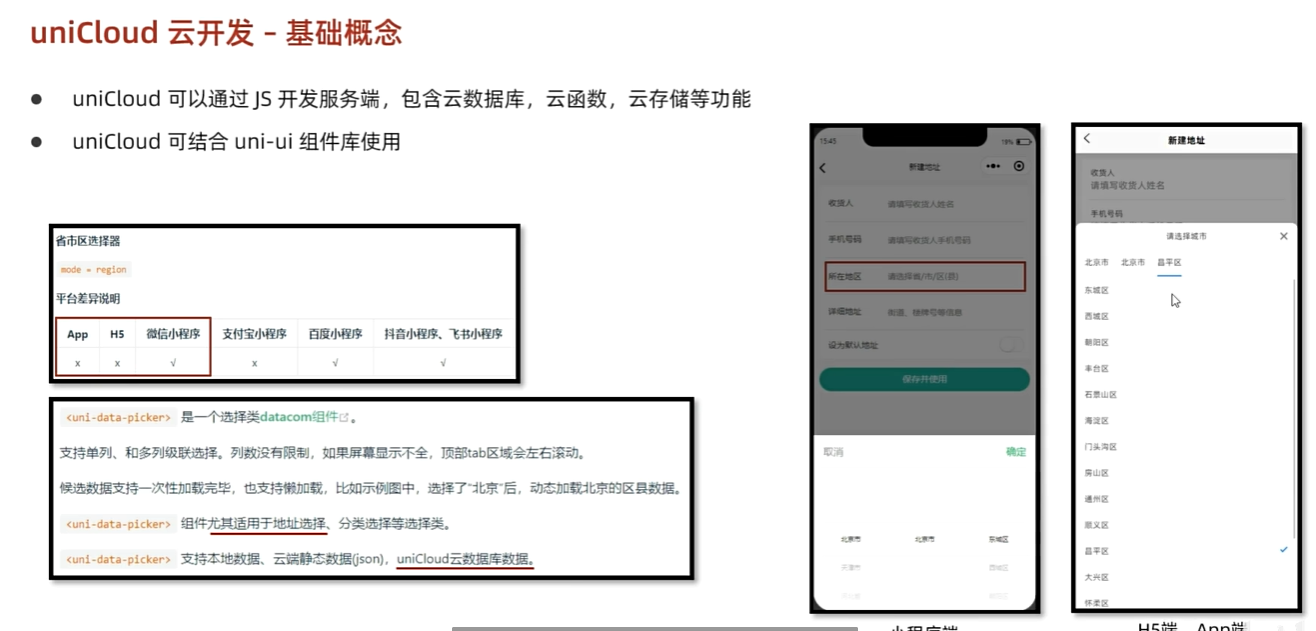 uniCloud 云开发 – 基础概念
● uniCloud 可以通过 JS 开发服务端，包含云数据库，云函数，云存储等功能
● uniCloud 可结合 uni-ui 组件库使用
省市区选择器
mode = region
平台差异说明
App H5 微信小程序 支付宝小程序 百度小程序 抖音小程序、飞书小程序
x x √ x √ √
<uni-data-picker> 是一个选择类datacom组件。
支持单列、和多列级联选择。列数没有限制，如果屏幕显示不全，顶部tab区域会左右滚动。
候选数据支持一次性加载完毕，也支持懒加载，比如示例图中，选择了“北京”后，动态加载北京的区县数据。
<uni-data-picker> 组件尤其适用于地址选择、分类选择等选择类。
<uni-data-picker> 支持本地数据、云端静态数据(json)，uniCloud云数据库数据。
15:45
新建地址
收货人 请填写收货人姓名
手机号码 请填写收货人手机号码
所在地区 请选择省/市/区(县)
详细地址 街道、楼牌号等信息
设为默认地址
保存并使用
取消 确定
北京市 北京市 东城区
天津市 西城区
小程序端
新建地址
收货人
请填写收货人姓名
手机号码
请选择城市
北京市 北京市 昌平区
东城区
西城区
朝阳区
丰台区
石景山区
海淀区
门头沟区
房山区
通州区
顺义区
昌平区
大兴区
怀柔区
H5端、App端